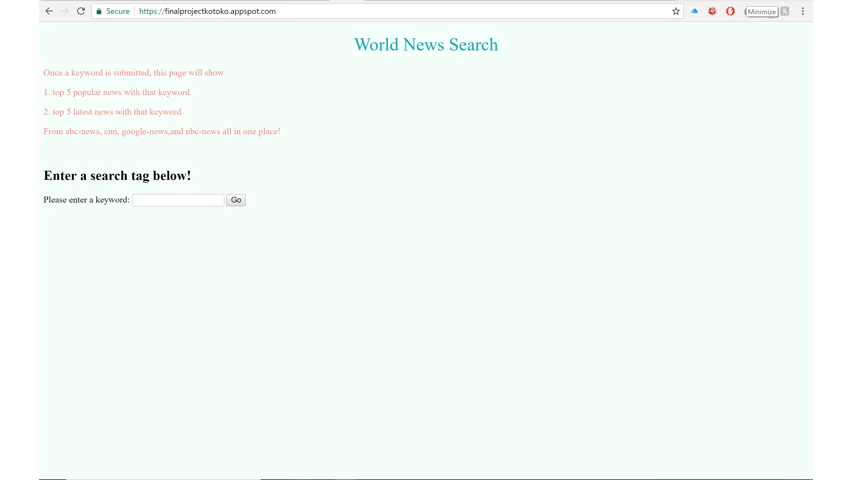 Secure https://finalprojectkotoko.appspot.com
Minimize
World News Search
Once a keyword is submitted, this page will show
1. top 5 popular news with that keyword
2. top 5 latest news with that keyword
From abc-news, cnn, google-news,and nbc-news all in one place!
Enter a search tag below!
Please enter a keyword: Go